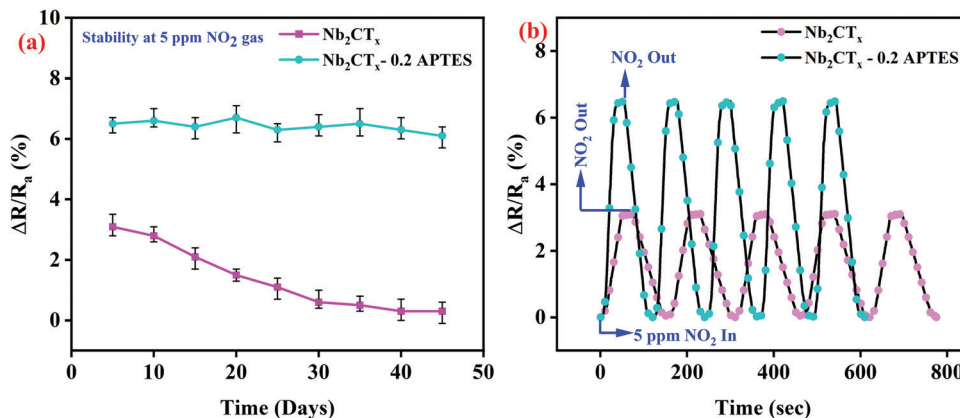 (a)
Stability at 5 ppm NO₂ gas
Nb₂CTₓ
Nb₂CTₓ- 0.2 APTES
10
8
6
4
2
0
ΔR/Rₐ (%)
0 10 20 30 40 50
Time (Days)
(b)
Nb₂CTₓ
Nb₂CTₓ - 0.2 APTES
NO₂ Out
NO₂ Out
5 ppm NO₂ In
8
6
4
2
0
ΔR/Rₐ (%)
0 200 400 600 800
Time (sec)